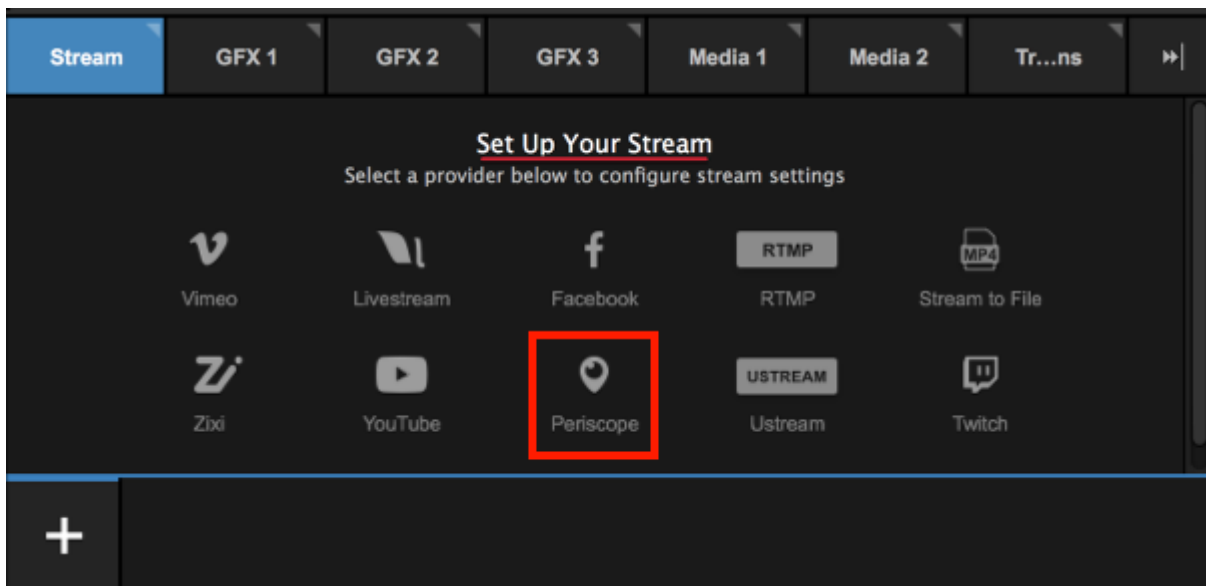 Stream GFX 1 GFX 2 GFX 3 Media 1 Media 2 Tr...ns
Set Up Your Stream
Select a provider below to configure stream settings
RTMP MP4
Vimeo Livestream Facebook RTMP Stream to File
USTREAM
Zixi YouTube Periscope Ustream Twitch